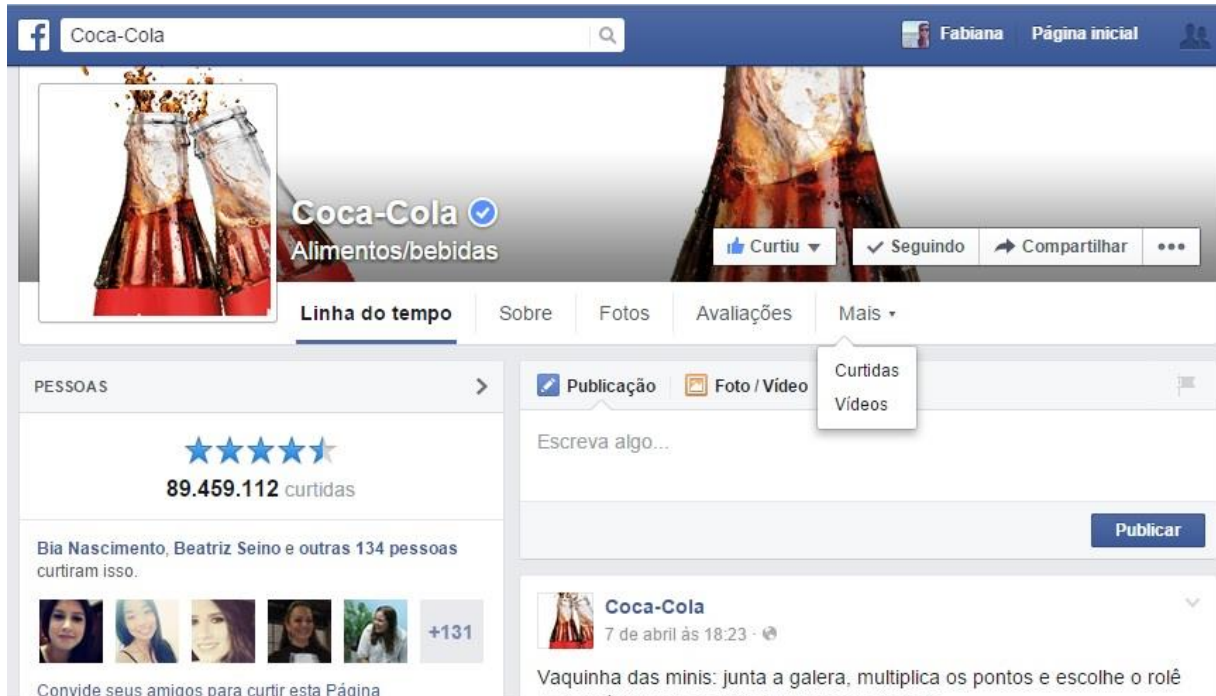 f Coca-Cola Fabiana Página inicial
Coca-Cola
Alimentos/bebidas
Curtiu Seguindo Compartilhar
Linha do tempo Sobre Fotos Avaliações Mais
Curtidas
Vídeos
PESSOAS
89.459.112 curtidas
Bia Nascimento, Beatriz Seino e outras 134 pessoas
curtiram isso.
+131
Convide seus amigos para curtir esta Página
Publicação Foto / Vídeo
Escreva algo...
Publicar
Coca-Cola
7 de abril às 18:23 ·
Vaquinha das minis: junta a galera, multiplica os pontos e escolhe o rolê